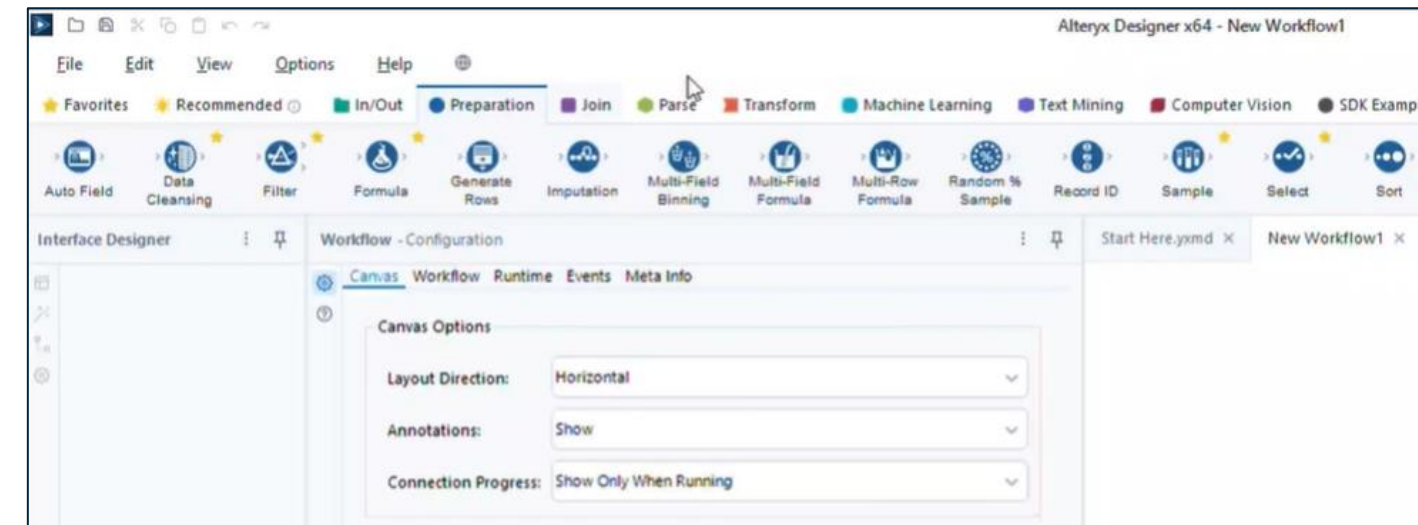 Alteryx Designer x64 - New Workflow1
File Edit View Options Help
Favorites Recommended In/Out Preparation Join Parse Transform Machine Learning Text Mining Computer Vision SDK Examp
Auto Field Data Cleansing Filter Formula Generate Rows Imputation Multi-Field Binning Multi-Field Formula Multi-Row Formula Random % Sample Record ID Sample Select Sort
Interface Designer Workflow - Configuration Start Here.yxmd New Workflow1
Canvas Workflow Runtime Events Meta Info
Canvas Options
Layout Direction: Horizontal
Annotations: Show
Connection Progress: Show Only When Running